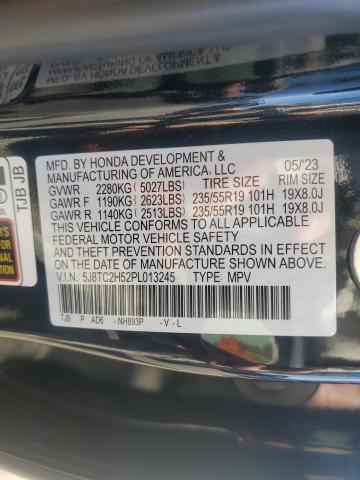 MFD. BY HONDA DEVELOPMENT &
MANUFACTURING OF AMERICA, LLC 05/'23
GVWR 2280KG ( 5027LBS) TIRE SIZE RIM SIZE
GAWR F 1190KG ( 2623LBS) 235/55R19 101H 19X8.0J
GAWR R 1140KG ( 2513LBS) 235/55R19 101H 19X8.0J
THIS VEHICLE CONFORMS TO ALL APPLICABLE
FEDERAL MOTOR VEHICLE SAFETY
AND THEFT PREVENTION STANDARDS IN EFFECT
ON THE DATE OF MANUFACTURE SHOWN ABOVE.
V.I.N. 5J8TC2H52PL013245 TYPE: MPV
TJB P AD6 -NH893P -V-L
TJB JB